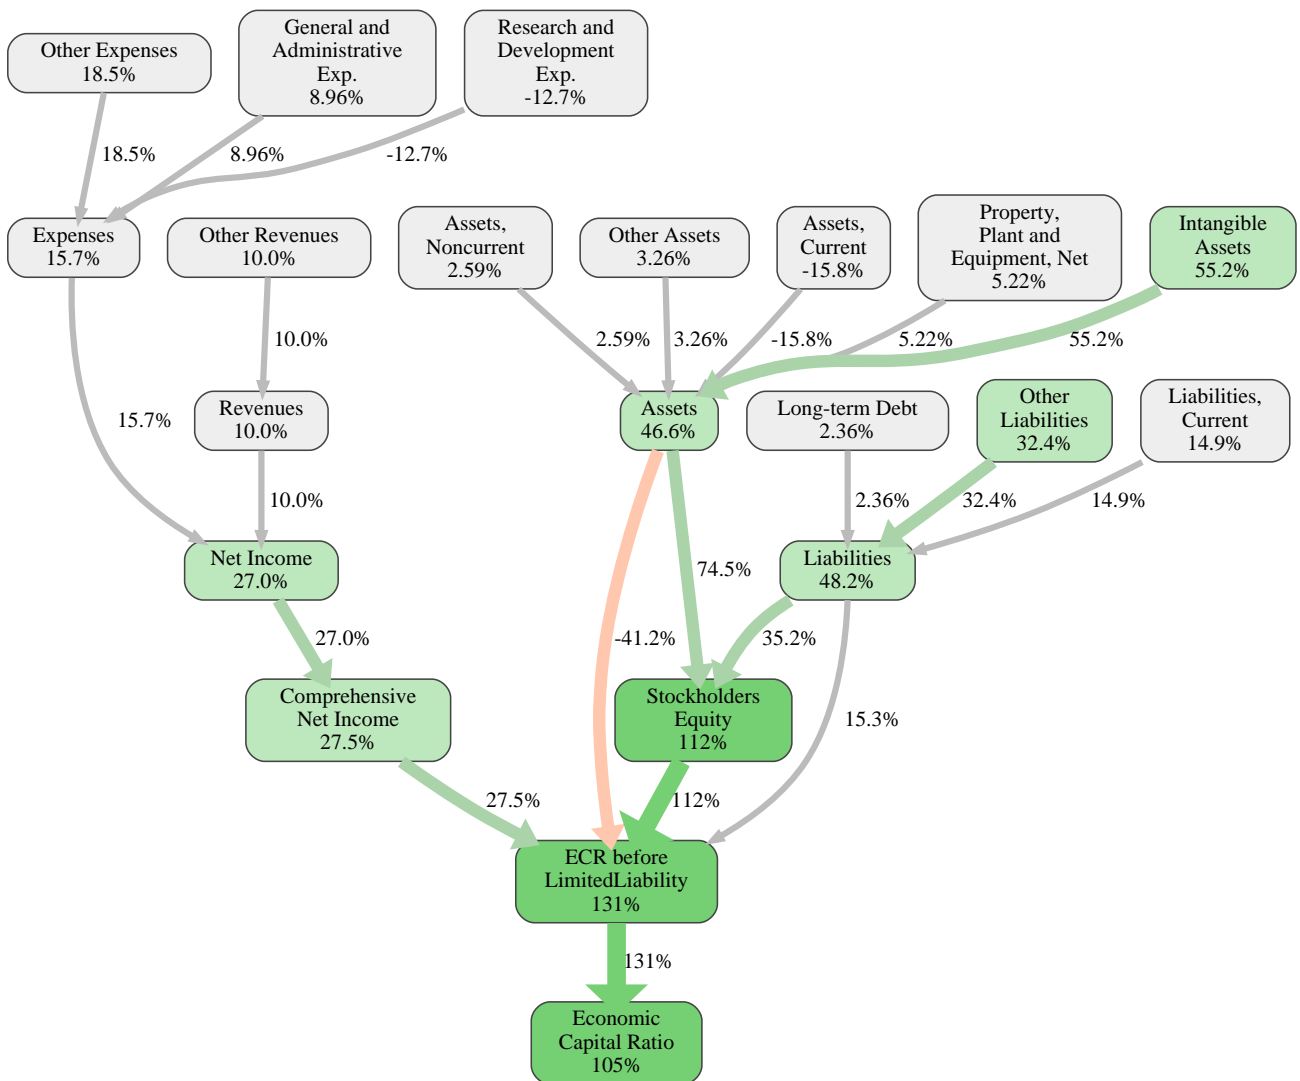 Other Expenses
18.5%
General and
Administrative
Exp.
8.96%
Research and
Development
Exp.
-12.7%
18.5%
8.96%
-12.7%
Expenses
15.7%
Other Revenues
10.0%
Assets,
Noncurrent
2.59%
Other Assets
3.26%
Assets,
Current
-15.8%
Property,
Plant and
Equipment, Net
5.22%
Intangible
Assets
55.2%
10.0%
2.59%
3.26%
-15.8%
5.22%
55.2%
15.7%
Revenues
10.0%
Assets
46.6%
Long-term Debt
2.36%
Other
Liabilities
32.4%
Liabilities,
Current
14.9%
10.0%
2.36%
32.4%
14.9%
Net Income
27.0%
74.5%
Liabilities
48.2%
27.0%
-41.2%
35.2%
Comprehensive
Net Income
27.5%
Stockholders
Equity
112%
15.3%
27.5%
112%
ECR before
LimitedLiability
131%
131%
Economic
Capital Ratio
105%